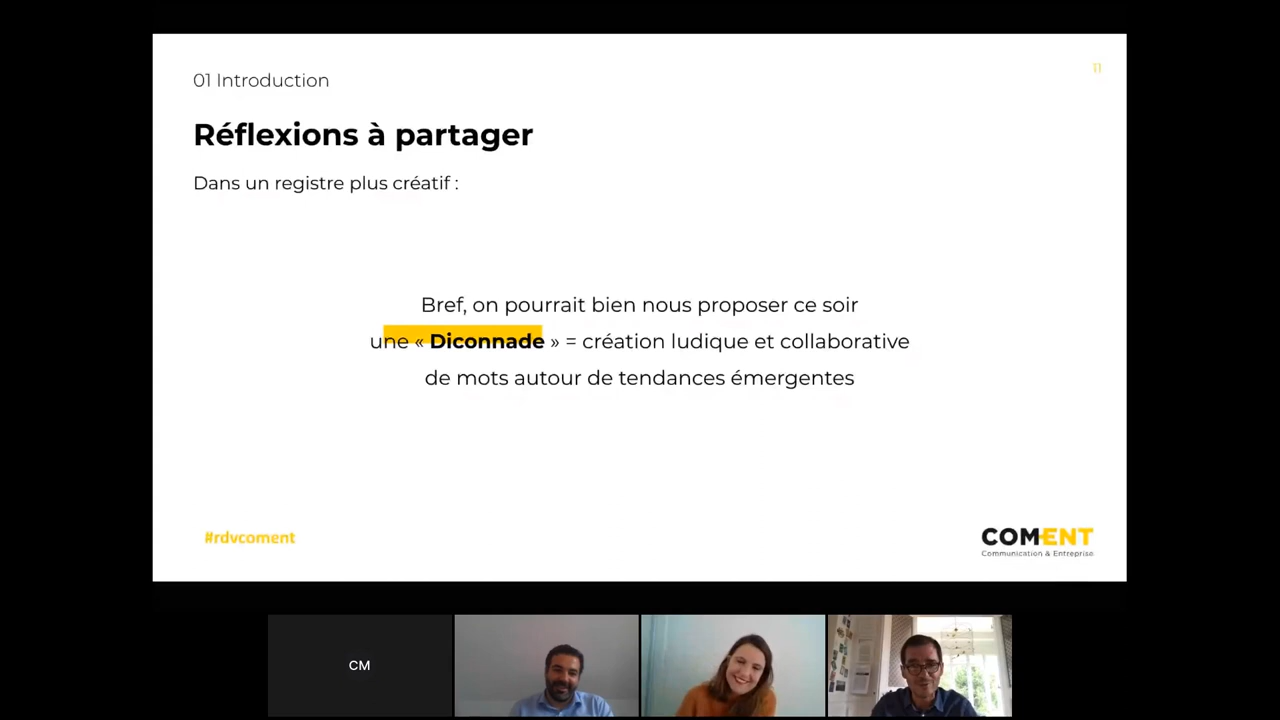 01 Introduction
11
Réflexions à partager
Dans un registre plus créatif :
Bref, on pourrait bien nous proposer ce soir
une « Diconnade » = création ludique et collaborative
de mots autour de tendances émergentes
#rdvcoment
COMENT
Communication & Entreprise
CM